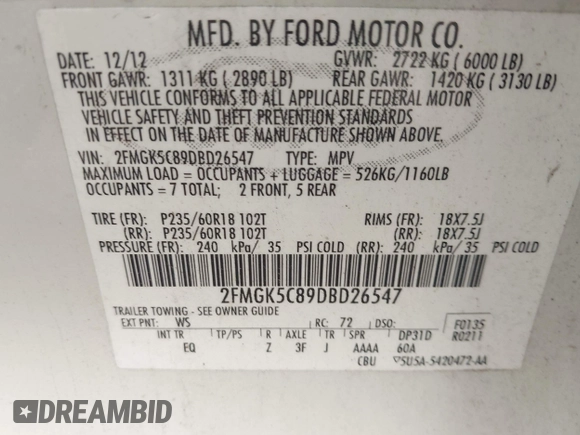 MFD. BY FORD MOTOR CO.
DATE: 12/12 GVWR: 2722 KG ( 6000 LB)
FRONT GAWR: 1311 KG ( 2890 LB) REAR GAWR: 1420 KG ( 3130 LB)
THIS VEHICLE CONFORMS TO ALL APPLICABLE FEDERAL MOTOR
VEHICLE SAFETY AND THEFT PREVENTION STANDARDS
IN EFFECT ON THE DATE OF MANUFACTURE SHOWN ABOVE.
VIN: 2FMGK5C89DBD26547 TYPE: MPV
MAXIMUM LOAD = OCCUPANTS + LUGGAGE = 526KG/1160LB
OCCUPANTS = 7 TOTAL; 2 FRONT, 5 REAR
TIRE (FR): P235/60R18 102T RIMS (FR): 18X7.5J
(RR): P235/60R18 102T (RR): 18X7.5J
PRESSURE (FR): 240 kPa/ 35 PSI COLD (RR): 240 kPa/ 35 PSI COLD
2FMGK5C89DBD26547
TRAILER TOWING - SEE OWNER GUIDE
EXT PNT: WS RC: 72 DSO: F0135
INT TR TP/PS R AXLE TR SPR DP31D R0211
EQ Z 3F J AAAA 60A
CBU SUSA-5420472-AA
DREAMBID